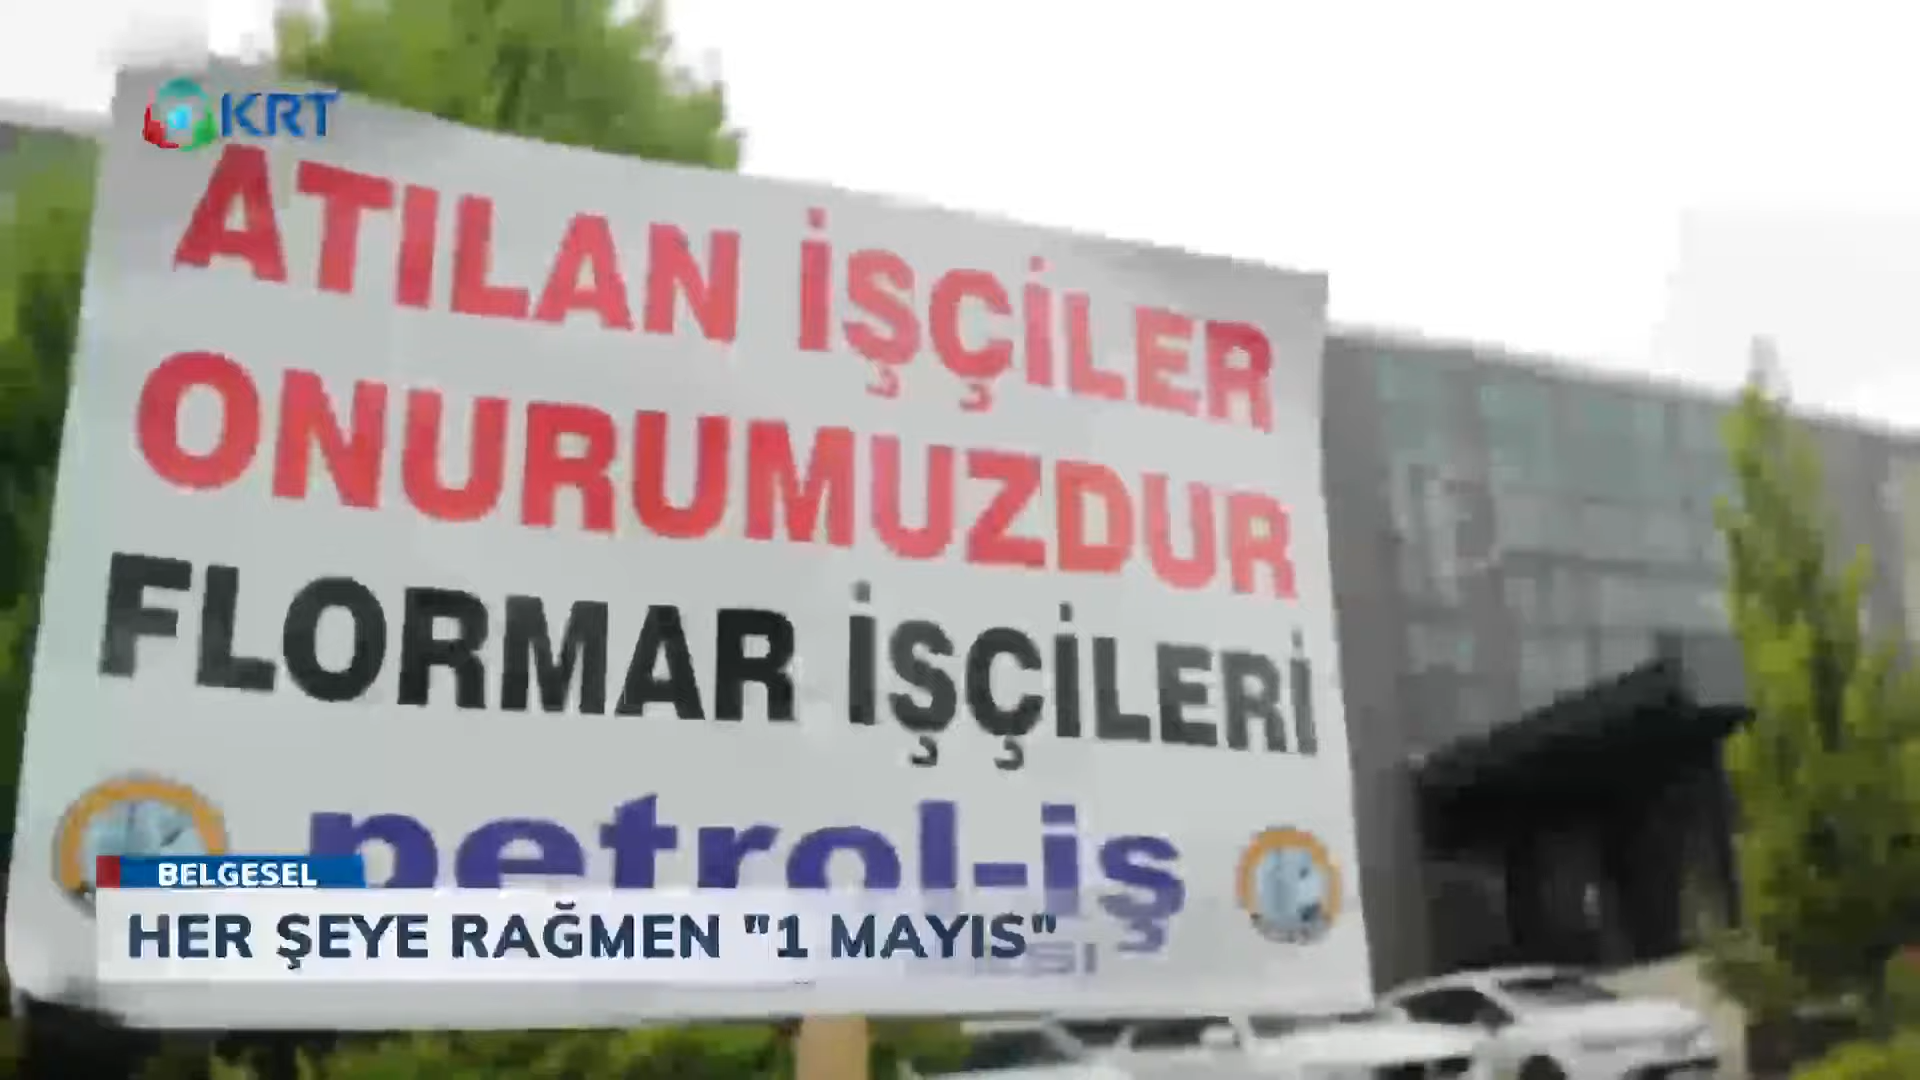 KRT
ATILAN İŞÇİLER
ONURUMUZDUR
FLORMAR İŞÇİLERİ
petrol-iş
BELGESEL
HER ŞEYE RAĞMEN "1 MAYIS"